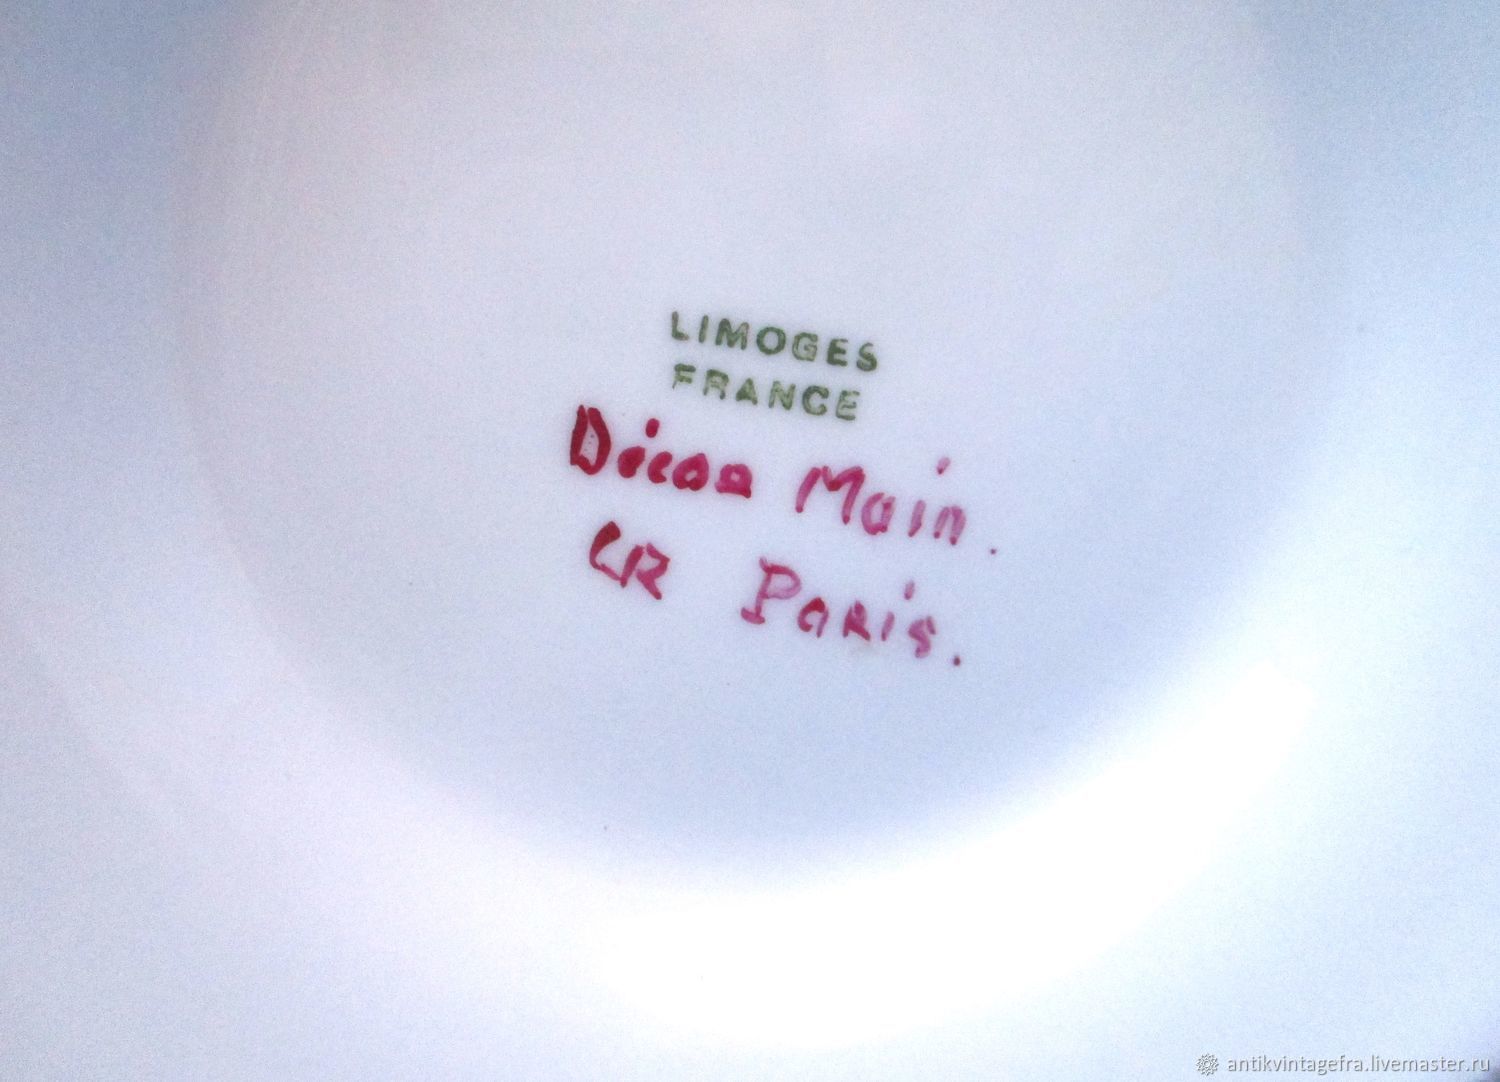 LIMOGES
FRANCE
Décor Main.
LR Paris.
antikvintagefra.livemaster.ru